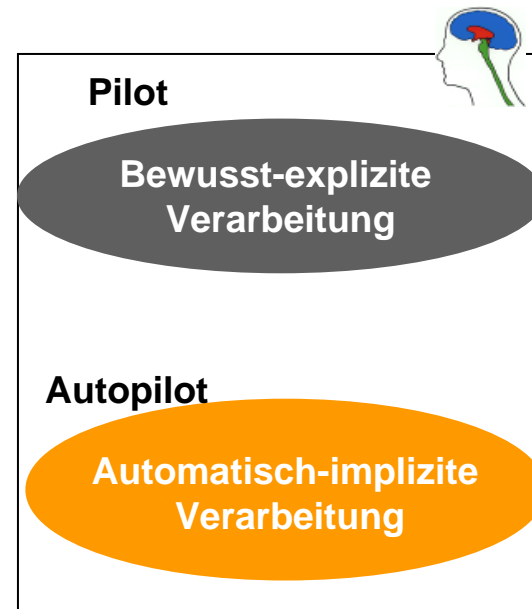 Pilot
Bewusst-explizite
Verarbeitung
Autopilot
Automatisch-implizite
Verarbeitung